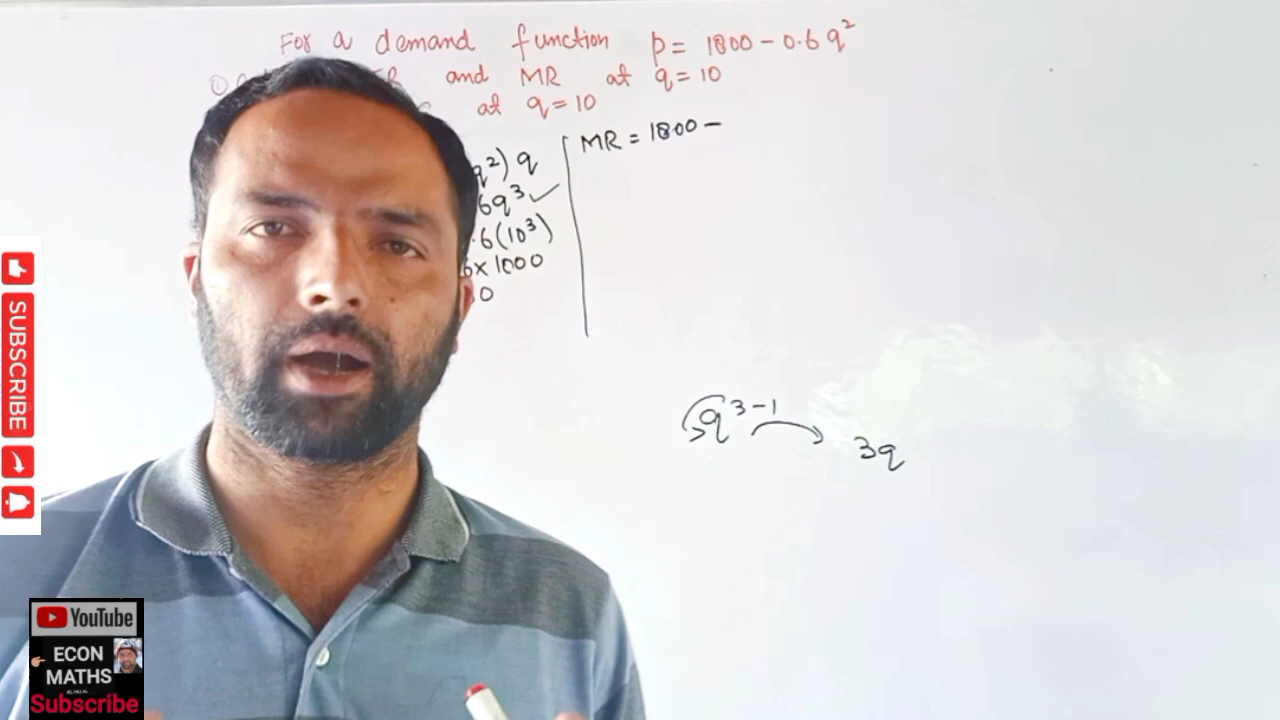 For a demand function p = 1800 - 0.6q²
and MR at q = 10
at q = 10
q²) q
6q³ ✓
.6(10³)
6x 1000
0
MR = 1800 -
q³⁻¹
3q
SUBSCRIBE
YouTube
ECON
MATHS
Subscribe